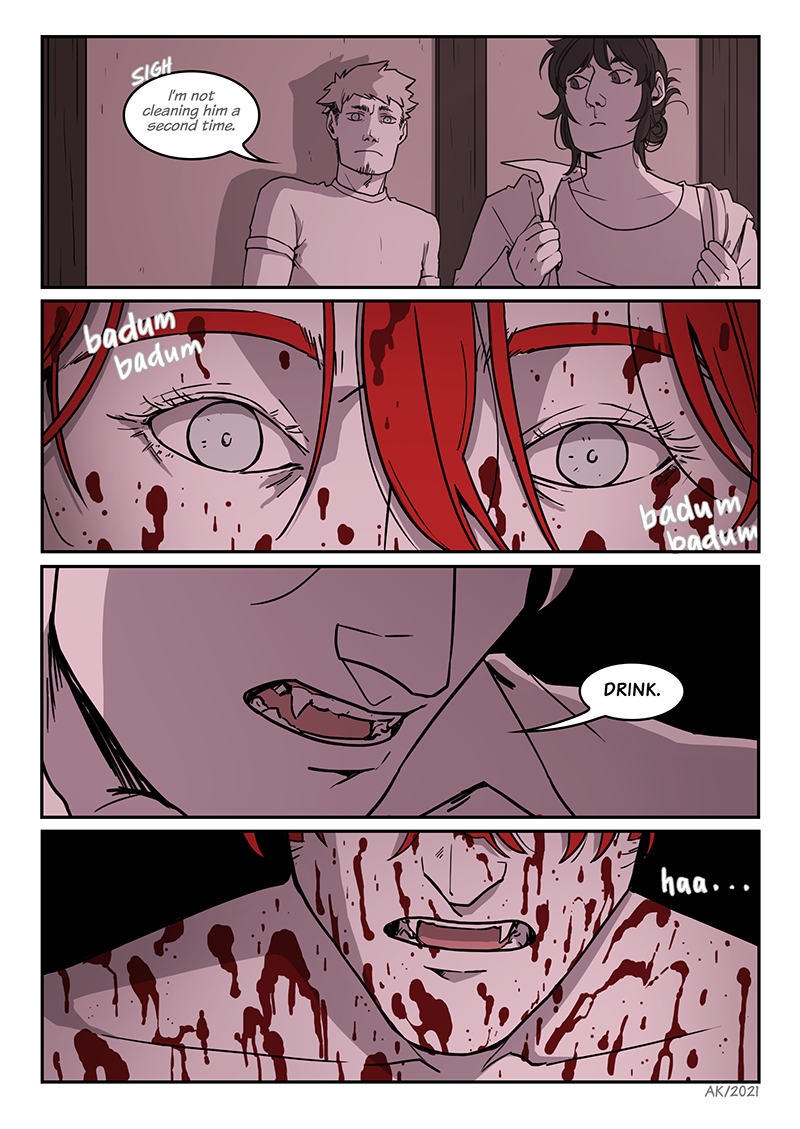 SIGH
I'm not
cleaning him a
second time.
badum
badum
badum
badum
DRINK.
haa...
AK/2021